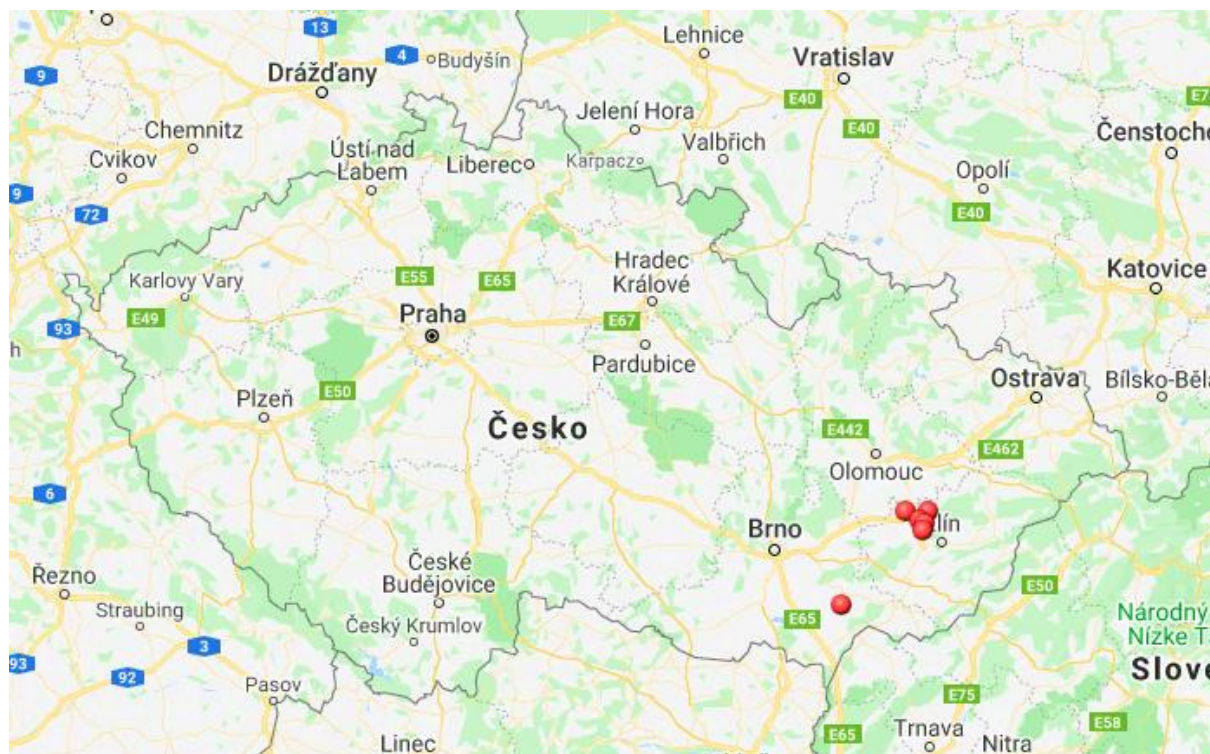 13
4
Budyšín
Lehnice
Vratislav
9
Drážďany
E40
Jelení Hora
E40
Chemnitz
Valbřich
Čenstocho
Cvikov
Ústí nad
Labem
Liberec
Karpacz
Opolí
9
72
E40
Hradec
Králové
Karlovy Vary
E55
E65
Katovice
93
E49
Praha
E67
Pardubice
Ostrava
Bílsko-Běla
E50
Plzeň
Česko
E442
E462
Olomouc
6
Brno
České
Budějovice
Řezno
E50
Straubing
Český Krumlov
E65
Národný
Nízke Ta
3
93
92
Pasov
E75
Slove
Trnava
E58
Linec
E65
Nitra